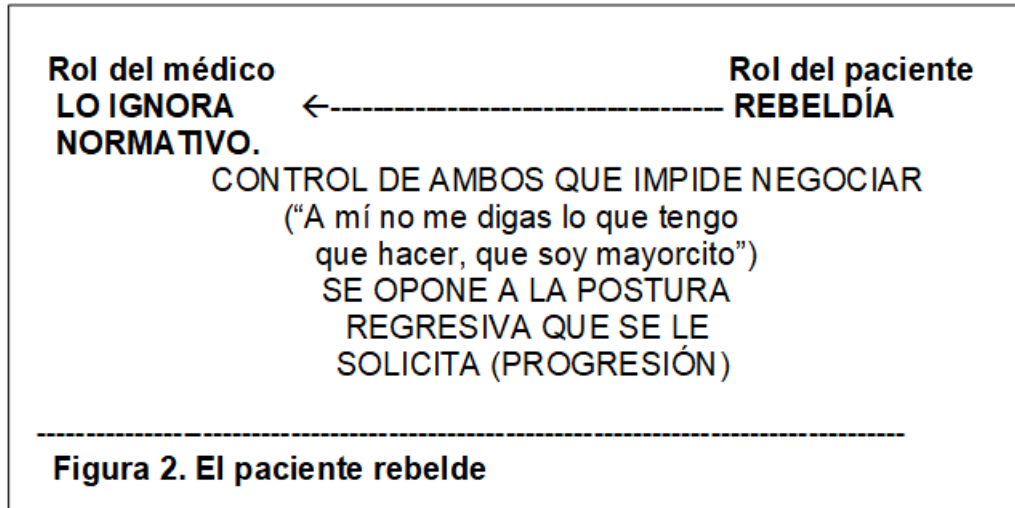 Rol del médico Rol del paciente
LO IGNORA ←------------------------------------- REBELDÍA
NORMATIVO.
CONTROL DE AMBOS QUE IMPIDE NEGOCIAR
(“A mí no me digas lo que tengo
que hacer, que soy mayorcito”)
SE OPONE A LA POSTURA
REGRESIVA QUE SE LE
SOLICITA (PROGRESIÓN)
Figura 2. El paciente rebelde